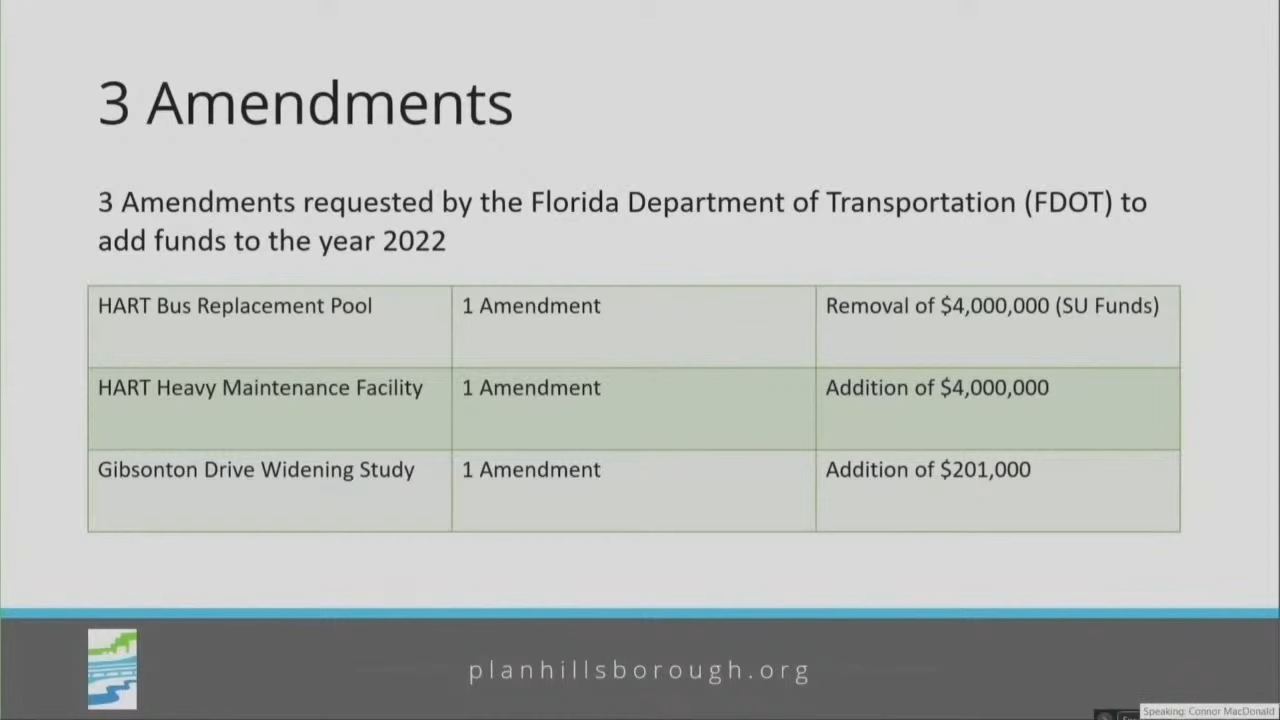 3 Amendments
3 Amendments requested by the Florida Department of Transportation (FDOT) to
add funds to the year 2022
HART Bus Replacement Pool 1 Amendment Removal of $4,000,000 (SU Funds)
HART Heavy Maintenance Facility 1 Amendment Addition of $4,000,000
Gibsonton Drive Widening Study 1 Amendment Addition of $201,000
planhillsborough.org
Speaking: Connor MacDonald